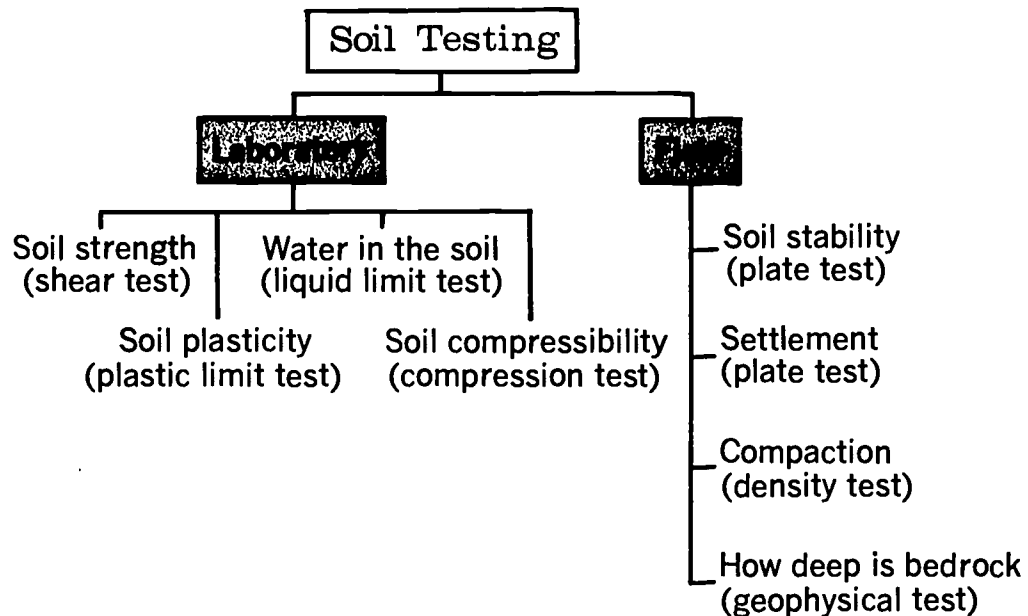 Soil Testing
Laboratory
Field
Soil strength
(shear test)
Water in the soil
(liquid limit test)
Soil plasticity
(plastic limit test)
Soil compressibility
(compression test)
Soil stability
(plate test)
Settlement
(plate test)
Compaction
(density test)
How deep is bedrock
(geophysical test)